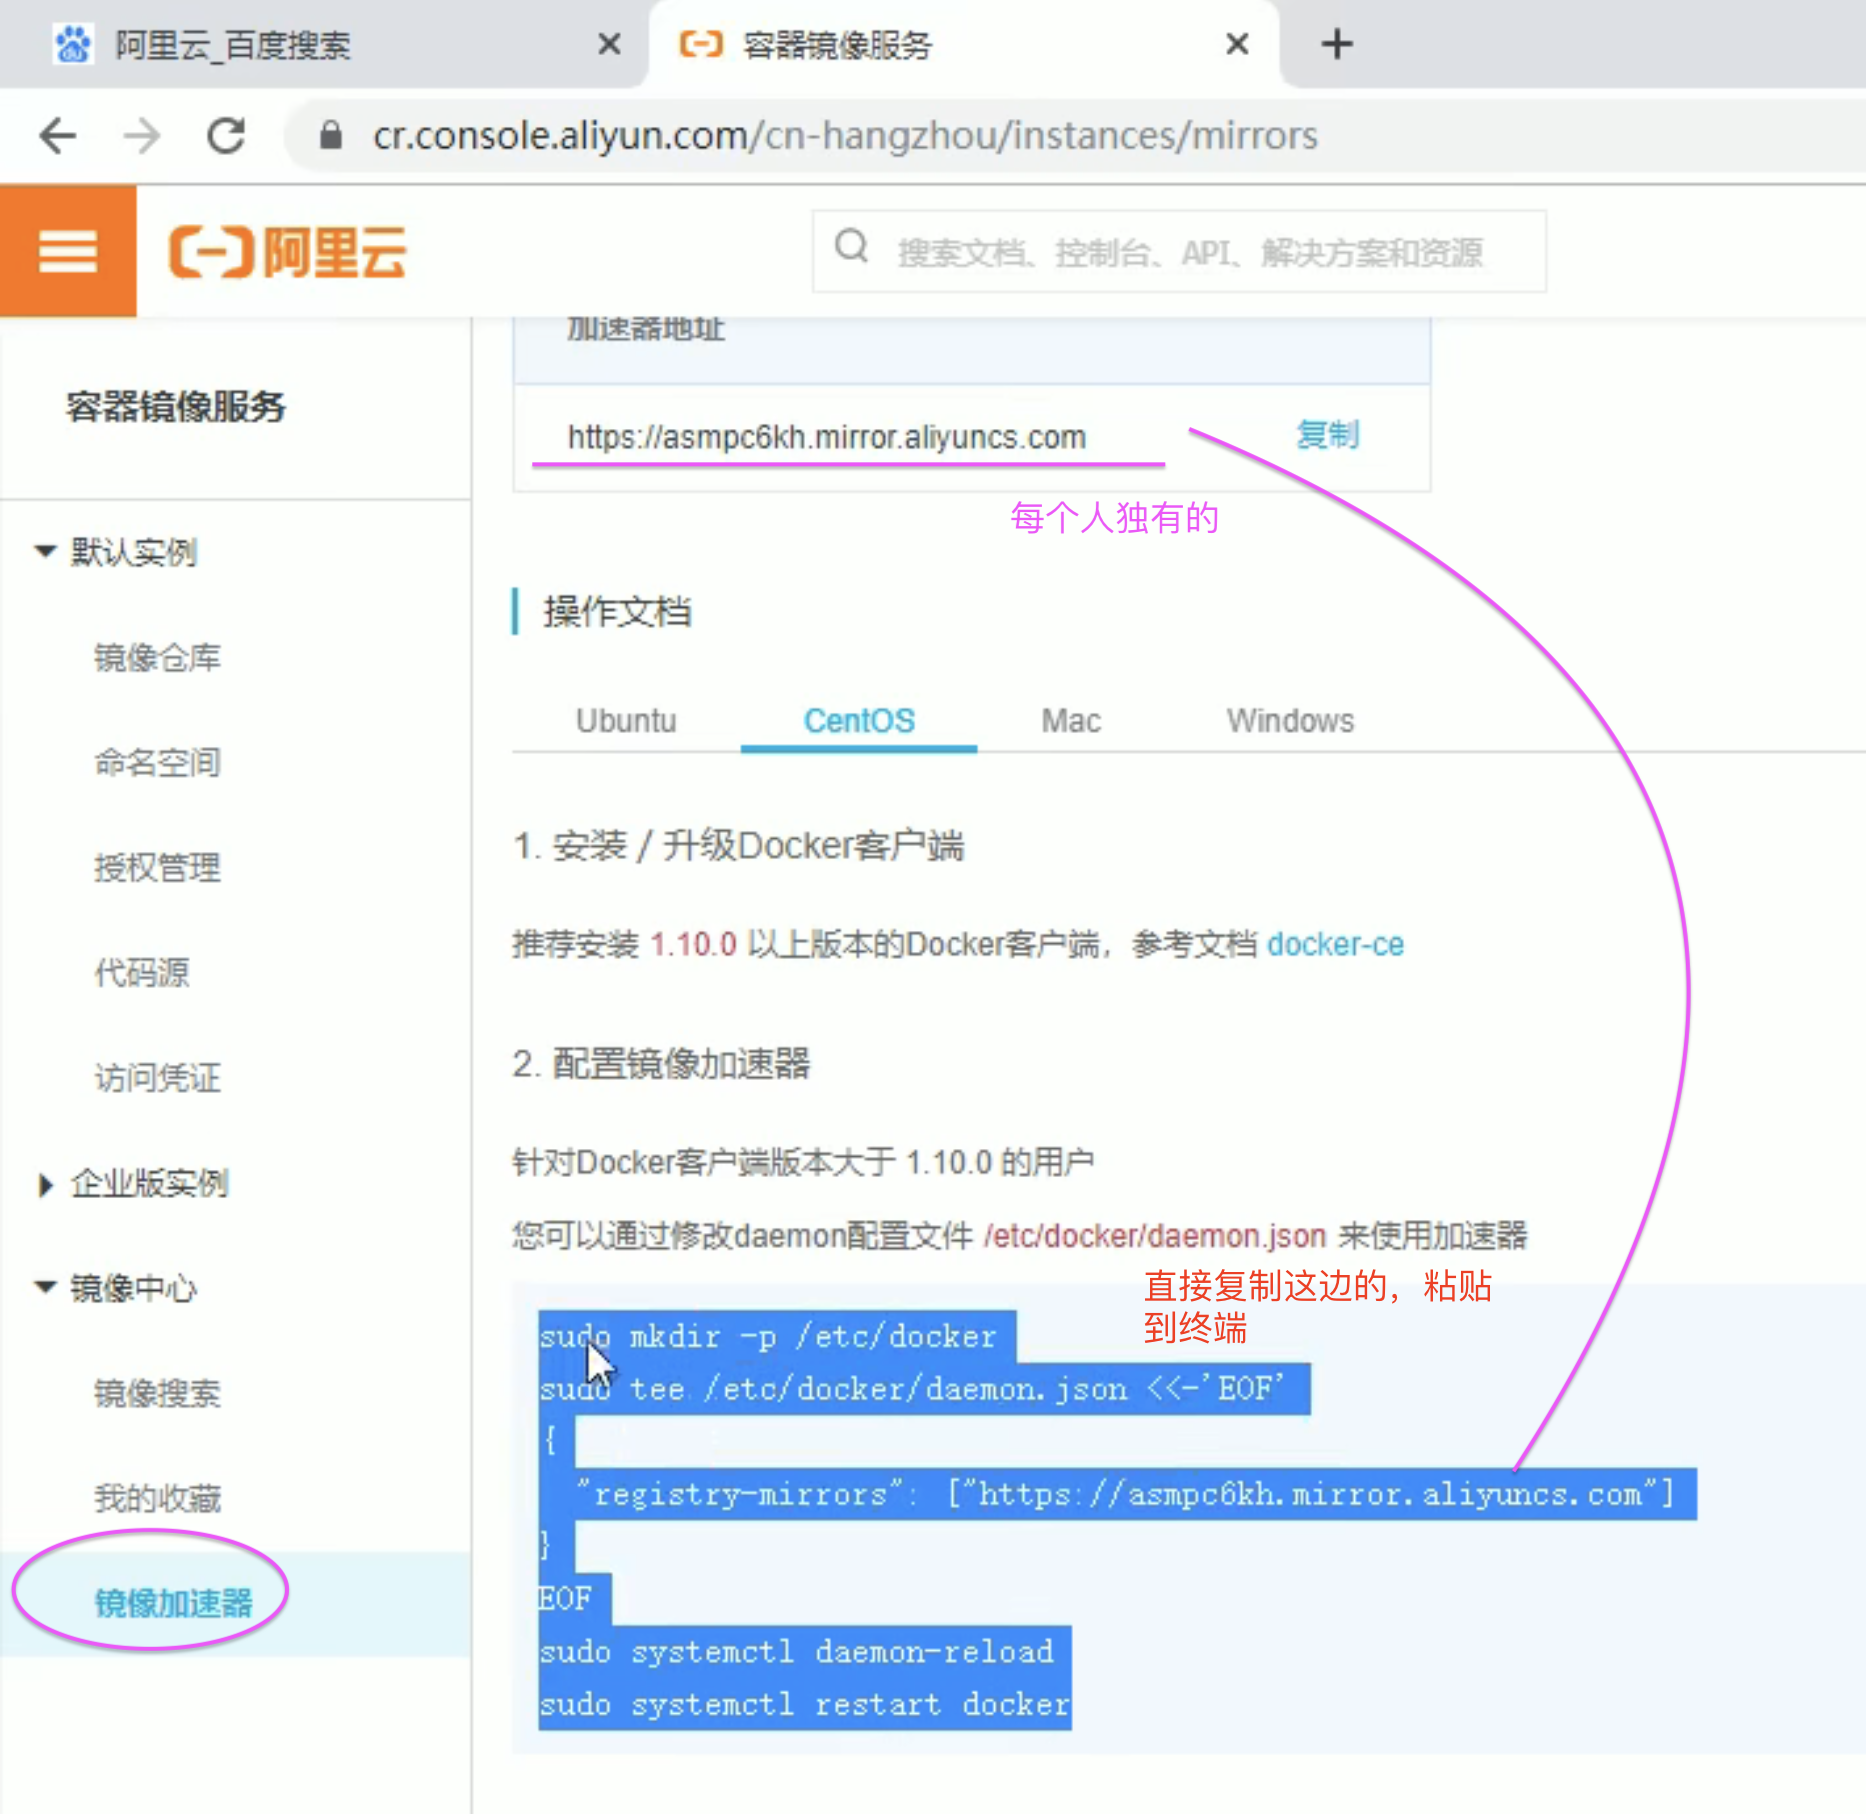 阿里云_百度搜索
容器镜像服务
cr.console.aliyun.com/cn-hangzhou/instances/mirrors
阿里云
搜索文档、控制台、API、解决方案和资源
容器镜像服务
默认实例
镜像仓库
命名空间
授权管理
代码源
访问凭证
企业版实例
镜像中心
镜像搜索
我的收藏
镜像加速器
加速器地址
https://asmpc6kh.mirror.aliyuncs.com 复制
每个人独有的
操作文档
Ubuntu CentOS Mac Windows
1. 安装 / 升级Docker客户端
推荐安装 1.10.0 以上版本的Docker客户端，参考文档 docker-ce
2. 配置镜像加速器
针对Docker客户端版本大于 1.10.0 的用户
您可以通过修改daemon配置文件 /etc/docker/daemon.json 来使用加速器
直接复制这边的，粘贴
到终端
sudo mkdir -p /etc/docker
sudo tee /etc/docker/daemon.json <<-'EOF'
{
"registry-mirrors": ["https://asmpc6kh.mirror.aliyuncs.com"]
}
EOF
sudo systemctl daemon-reload
sudo systemctl restart docker